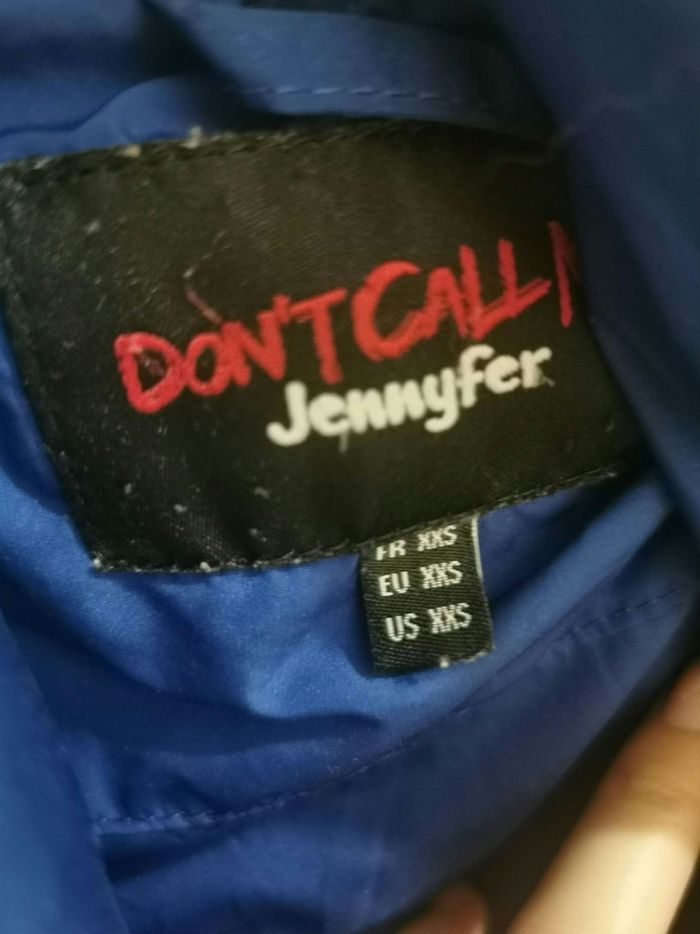 DON'T CALL
Jennyfer
FR XXS
EU XXS
US XXS